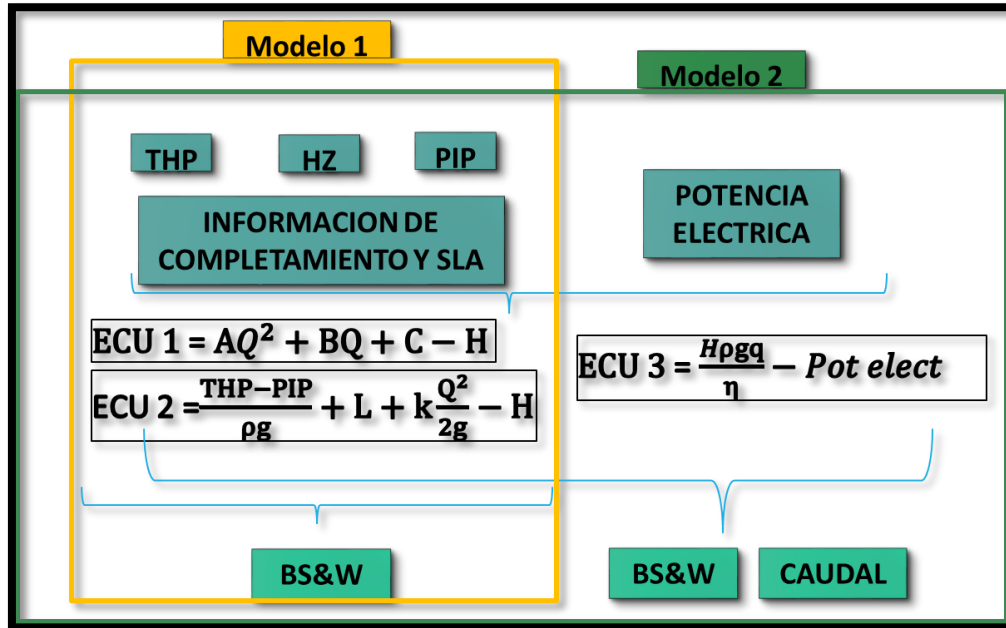 Modelo 1
Modelo 2
THP
HZ
PIP
INFORMACION DE
COMPLETAMIENTO Y SLA
POTENCIA
ELECTRICA
ECU 1 = AQ² + BQ + C − H
ECU 2 = (THP−PIP)/(ρg) + L + k Q²/(2g) − H
ECU 3 = (Hρgq)/η − Pot elect
BS&W
BS&W
CAUDAL